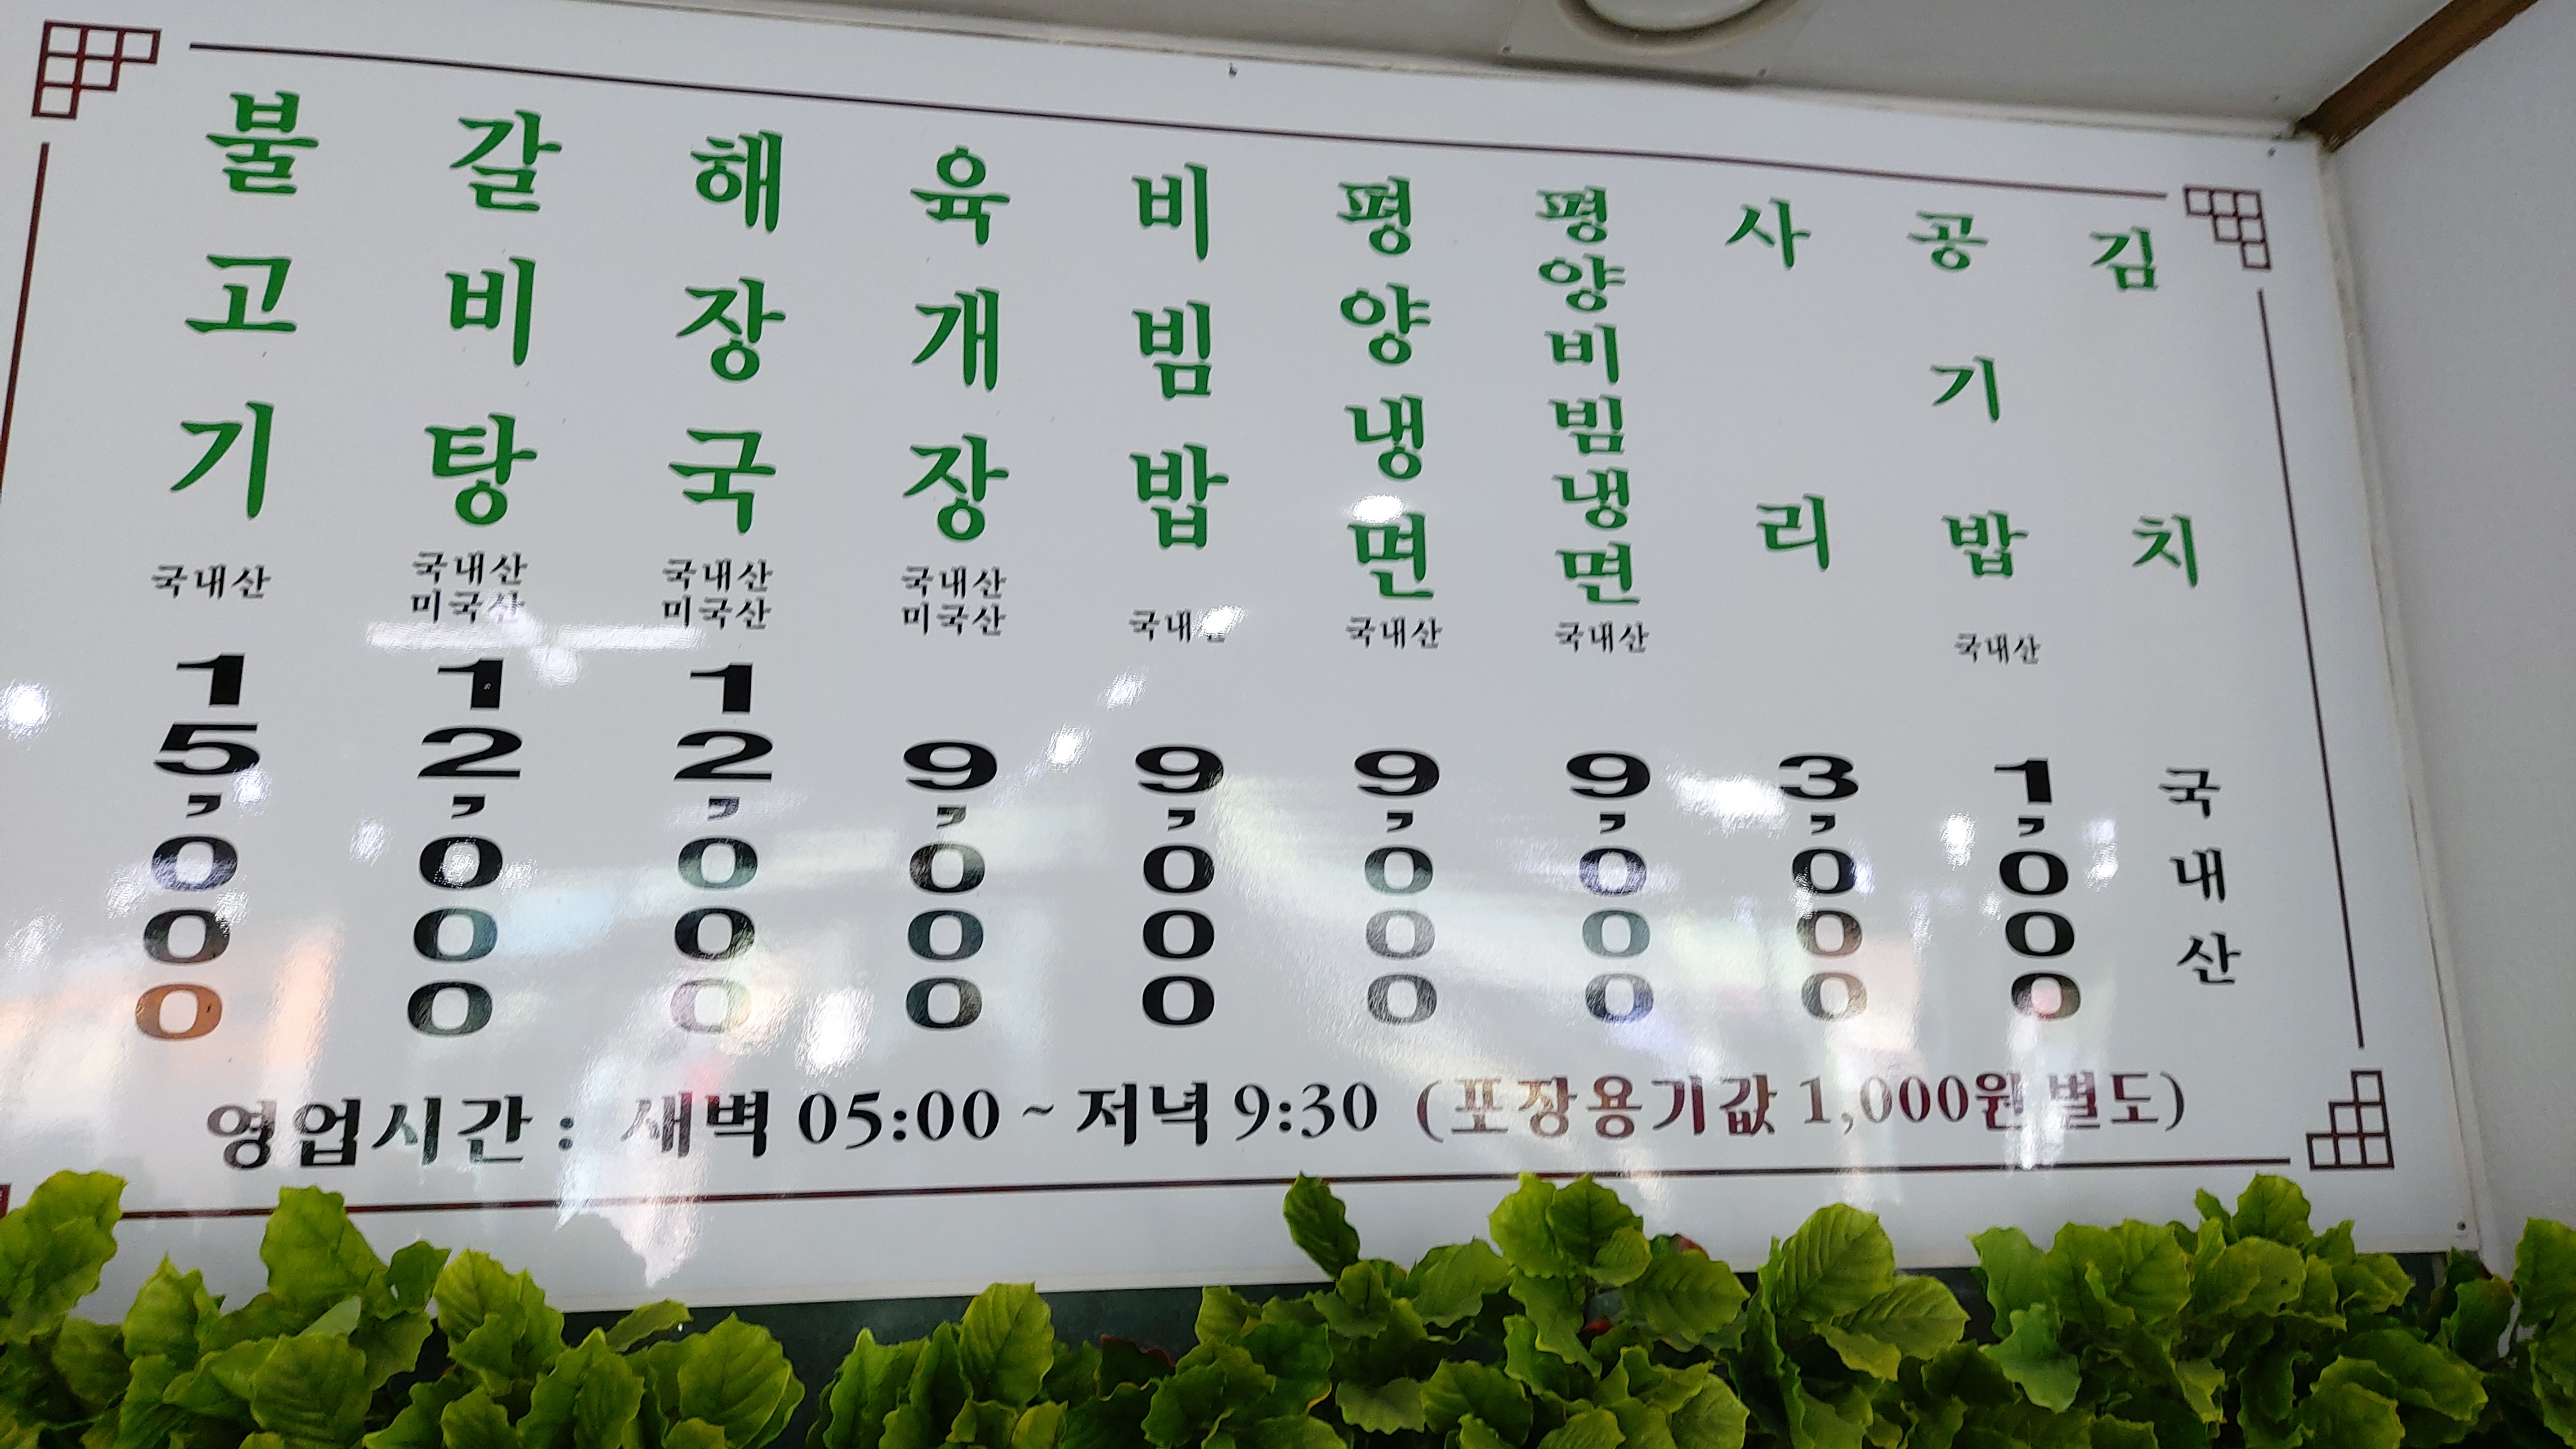 불고기
국내산
15,000
갈비탕
국내산
미국산
12,000
해장국
국내산
미국산
12,000
육개장
국내산
미국산
9,000
비빔밥
국내산
9,000
평양냉면
국내산
9,000
평양비빔냉면
국내산
9,000
사리
3,000
공기밥
국내산
1,000
김치
국내산
영업시간 : 새벽 05:00 ~ 저녁 9:30 (포장용기값 1,000원 별도)